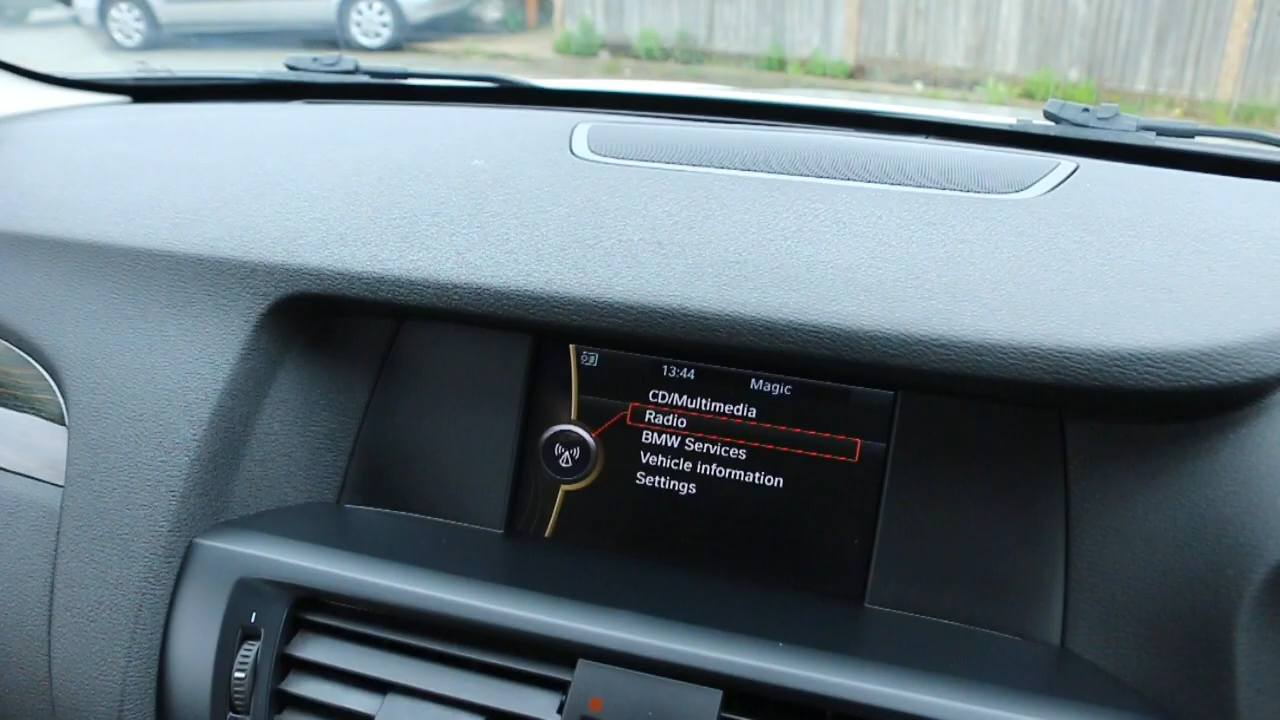 13:44 Magic
CD/Multimedia
Radio
BMW Services
Vehicle information
Settings